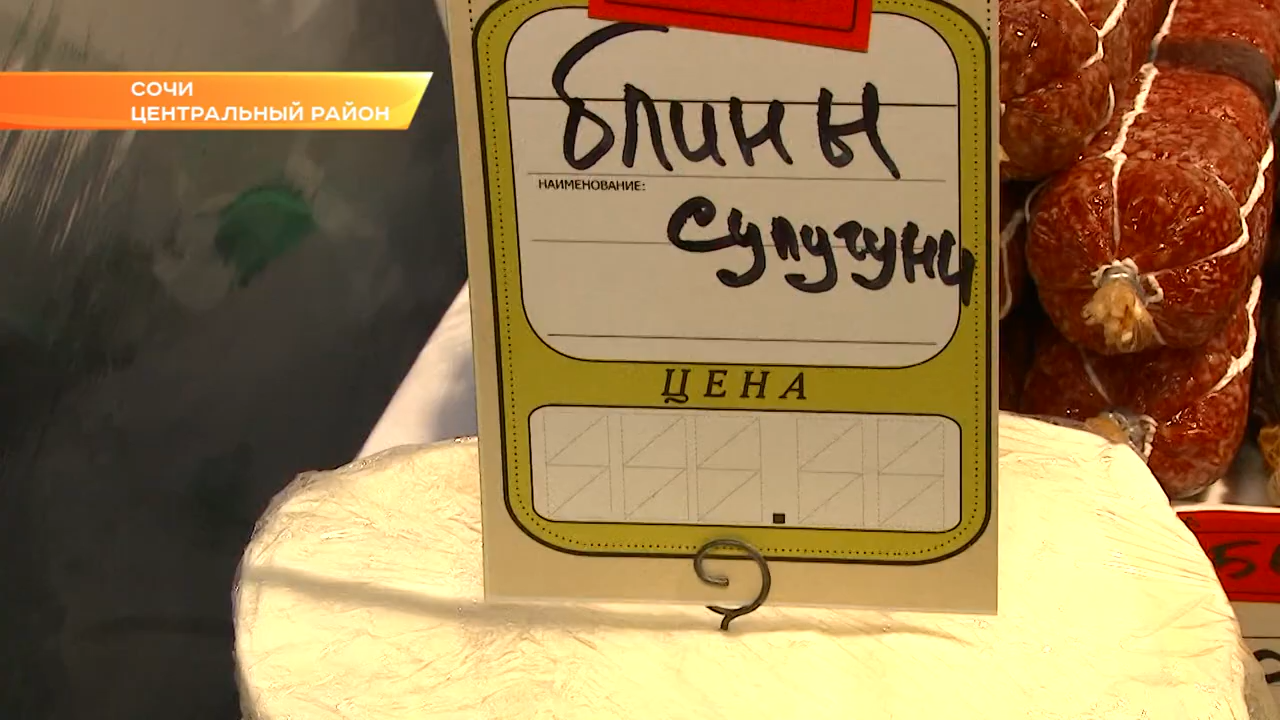 СОЧИ
ЦЕНТРАЛЬНЫЙ РАЙОН
блины
НАИМЕНОВАНИЕ:
сулугуни
ЦЕНА